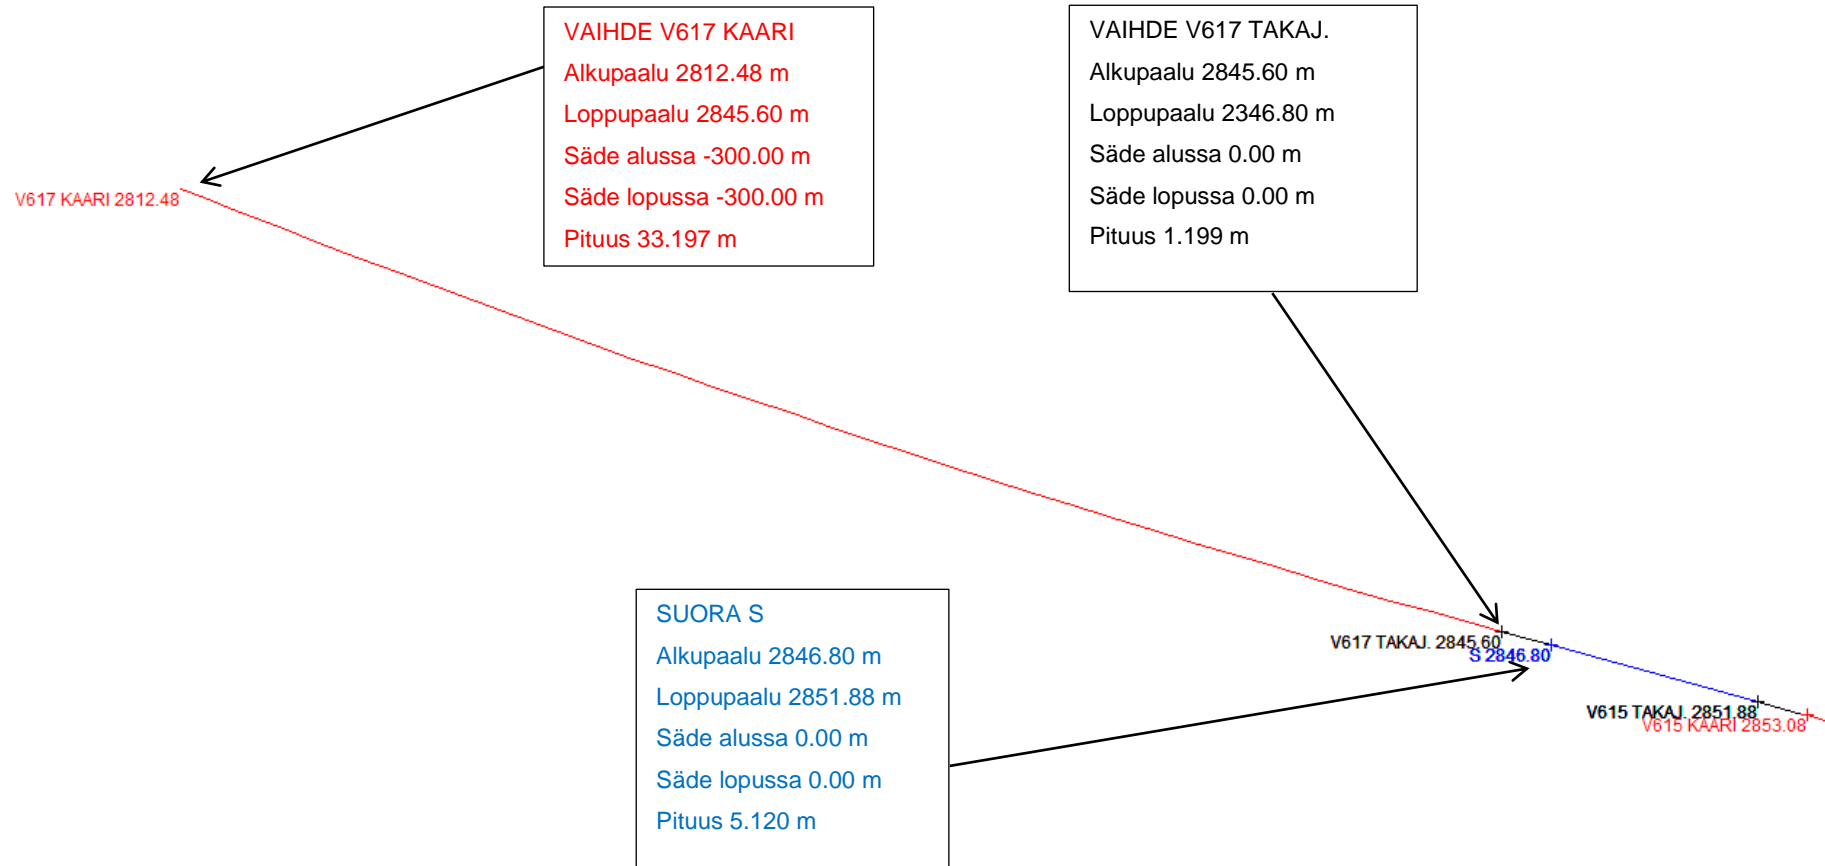 VAIHDE V617 KAARI
Alkupaalu 2812.48 m
Loppupaalu 2845.60 m
Säde alussa -300.00 m
Säde lopussa -300.00 m
Pituus 33.197 m
VAIHDE V617 TAKAJ.
Alkupaalu 2845.60 m
Loppupaalu 2346.80 m
Säde alussa 0.00 m
Säde lopussa 0.00 m
Pituus 1.199 m
V617 KAARI 2812.48
SUORA S
Alkupaalu 2846.80 m
Loppupaalu 2851.88 m
Säde alussa 0.00 m
Säde lopussa 0.00 m
Pituus 5.120 m
V617 TAKAJ. 2845.60
S 2846.80
V615 TAKAJ. 2851.88
V615 KAARI 2853.08